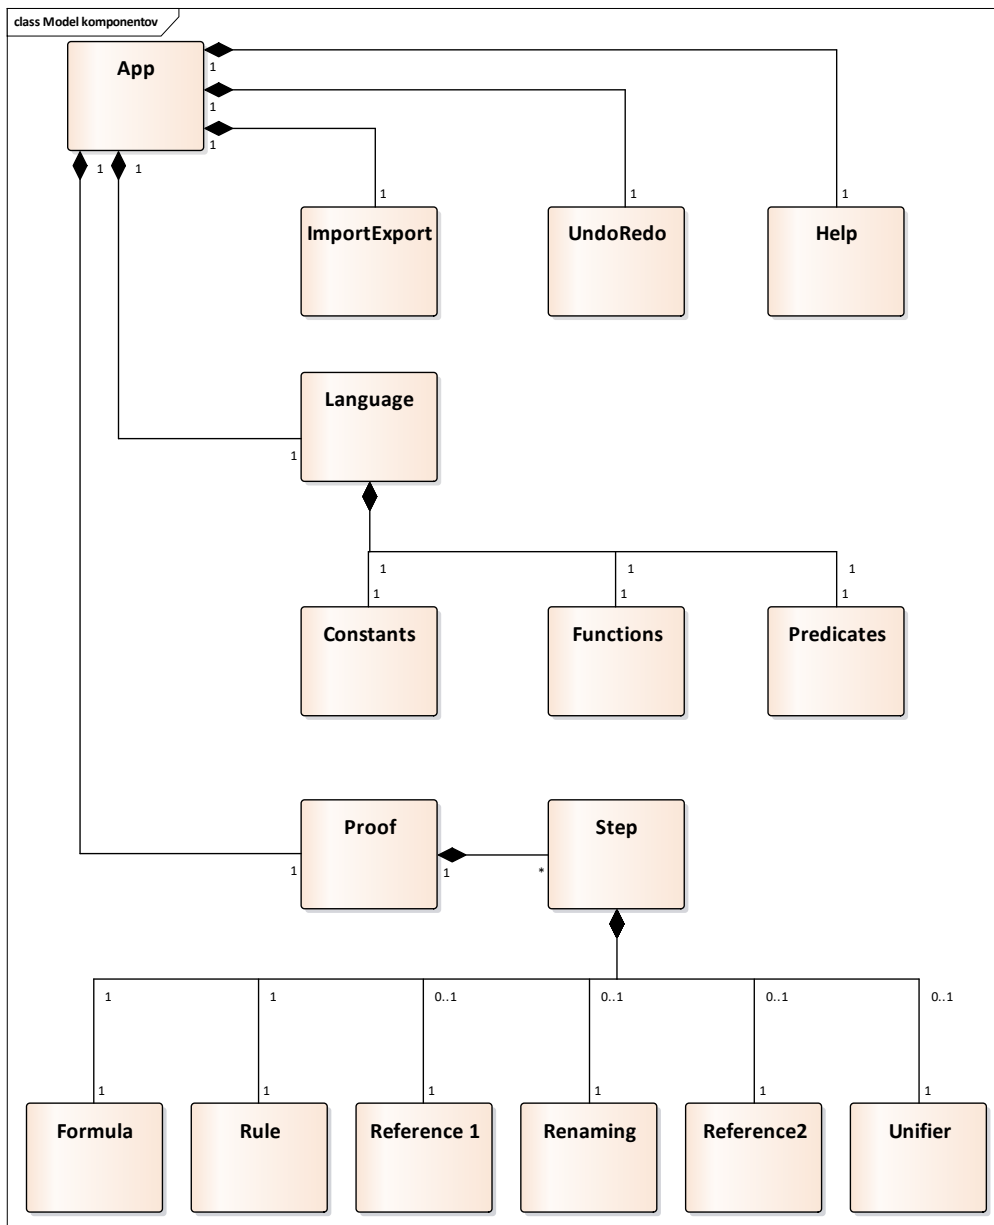 class Model komponentov
App
1
1
1
1 1
1 1 1
ImportExport UndoRedo Help
Language
1
1 1 1
1 1 1
Constants Functions Predicates
Proof Step
1 1 *
1 1 0..1 0..1 0..1 0..1
1 1 1 1 1 1
Formula Rule Reference 1 Renaming Reference2 Unifier